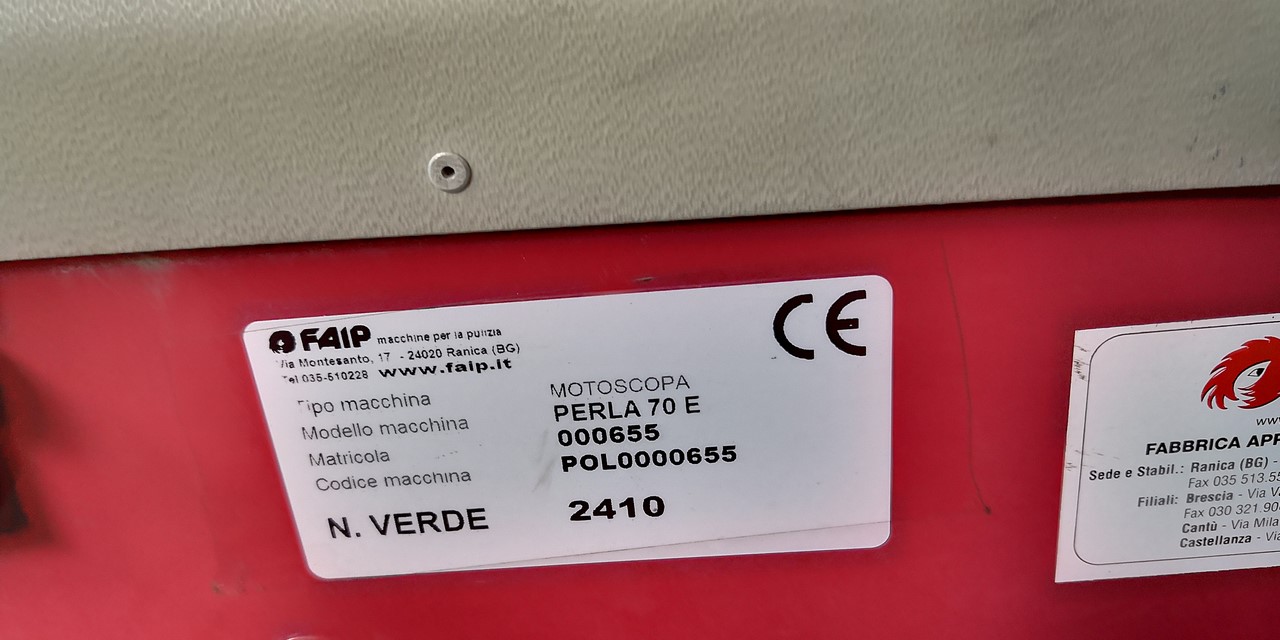 FAIP macchine per la pulizia
Via Montesanto, 17 - 24020 Ranica (BG)
Tel 035-510228 www.faip.it
CE
Tipo macchina MOTOSCOPA
Modello macchina PERLA 70 E
Matricola 000655
Codice macchina POL0000655
N. VERDE 2410
www
FABBRICA APP
Sede e Stabil.: Ranica (BG) -
Fax 035 513.55
Filiali: Brescia - Via V
Fax 030 321.90
Cantù - Via Mila
Castellanza - Via